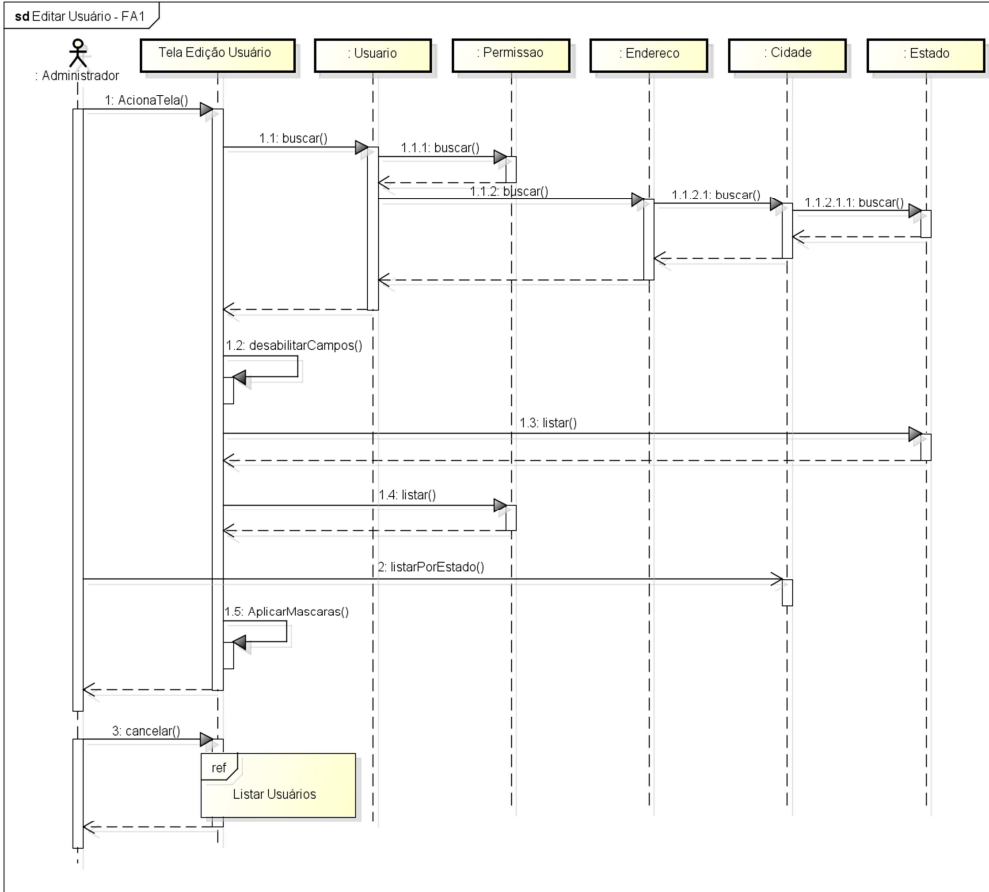 sd Editar Usuário - FA1
: Administrador
Tela Edição Usuário
: Usuario
: Permissao
: Endereco
: Cidade
: Estado
1: AcionaTela()
1.1: buscar()
1.1.1: buscar()
1.1.2: buscar()
1.1.2.1: buscar()
1.1.2.1.1: buscar()
1.2: desabilitarCampos()
1.3: listar()
1.4: listar()
2: listarPorEstado()
1.5: AplicarMascaras()
3: cancelar()
ref
Listar Usuários